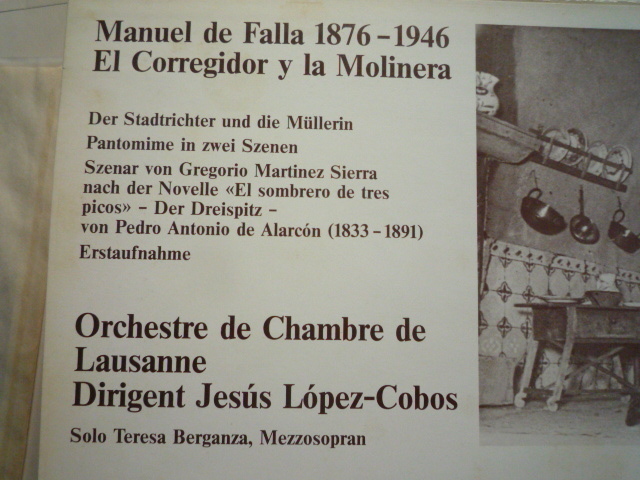 Manuel de Falla 1876–1946
El Corregidor y la Molinera
Der Stadtrichter und die Müllerin
Pantomime in zwei Szenen
Szenar von Gregorio Martinez Sierra
nach der Novelle «El sombrero de tres
picos» – Der Dreispitz –
von Pedro Antonio de Alarcón (1833–1891)
Erstaufnahme
Orchestre de Chambre de
Lausanne
Dirigent Jesús López-Cobos
Solo Teresa Berganza, Mezzosopran